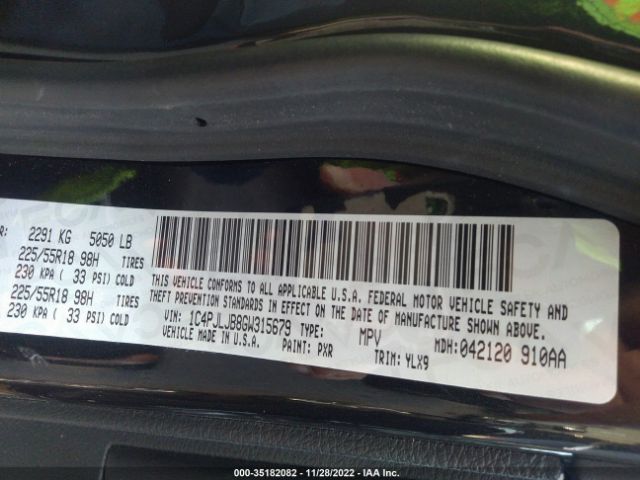 R: 2291 KG 5050 LB
225/55R18 98H TIRES
230 KPA ( 33 PSI) COLD
225/55R18 98H TIRES
230 KPA ( 33 PSI) COLD
THIS VEHICLE CONFORMS TO ALL APPLICABLE U.S.A. FEDERAL MOTOR VEHICLE SAFETY AND
THEFT PREVENTION STANDARDS IN EFFECT ON THE DATE OF MANUFACTURE SHOWN ABOVE.
VIN: 1C4PJLJB8GW315679 TYPE: MPV MDH: 042120 910AA
VEHICLE MADE IN U.S.A. PAINT: PXR TRIM: YLX9
000-35182082 - 11/28/2022 - IAA Inc.